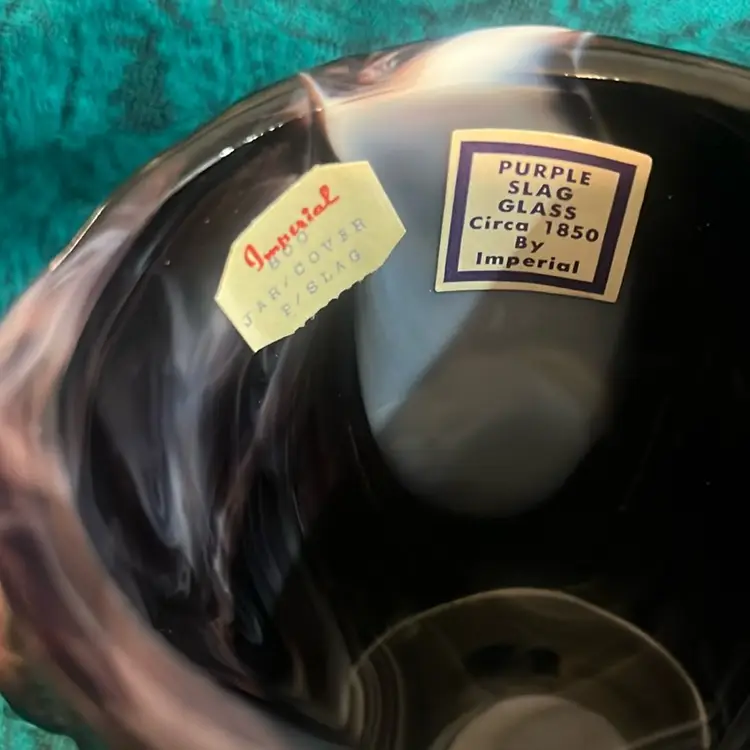 Imperial
800
JAR/COVER
P/SLAG
PURPLE
SLAG
GLASS
Circa 1850
By
Imperial